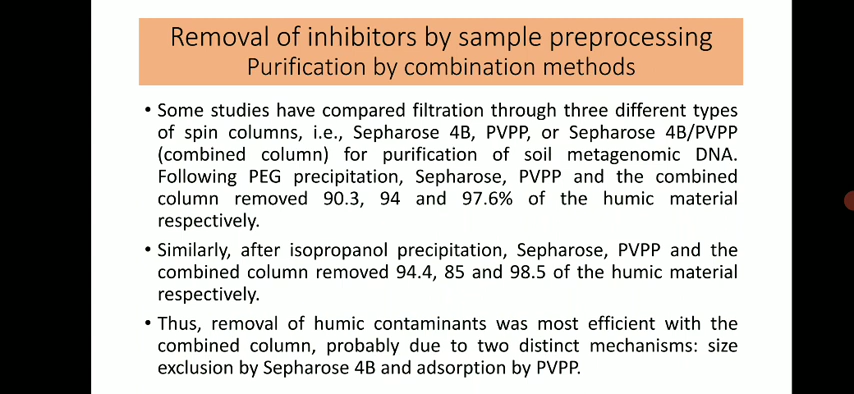 Removal of inhibitors by sample preprocessing
Purification by combination methods
• Some studies have compared filtration through three different types
of spin columns, i.e., Sepharose 4B, PVPP, or Sepharose 4B/PVPP
(combined column) for purification of soil metagenomic DNA.
Following PEG precipitation, Sepharose, PVPP and the combined
column removed 90.3, 94 and 97.6% of the humic material
respectively.
• Similarly, after isopropanol precipitation, Sepharose, PVPP and the
combined column removed 94.4, 85 and 98.5 of the humic material
respectively.
• Thus, removal of humic contaminants was most efficient with the
combined column, probably due to two distinct mechanisms: size
exclusion by Sepharose 4B and adsorption by PVPP.